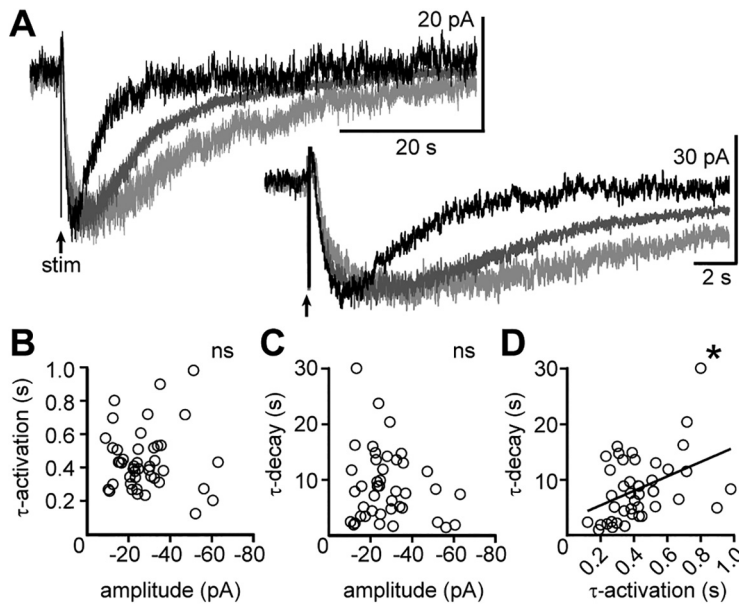 A
20 pA
20 s
stim
30 pA
2 s
B
ns
τ-activation (s)
1.0
0.8
0.6
0.4
0.2
0 -20 -40 -60 -80
amplitude (pA)
C
ns
τ-decay (s)
30
20
10
0
0 -20 -40 -60 -80
amplitude (pA)
D
*
τ-decay (s)
30
20
10
0
0.2 0.4 0.6 0.8 1.0
τ-activation (s)